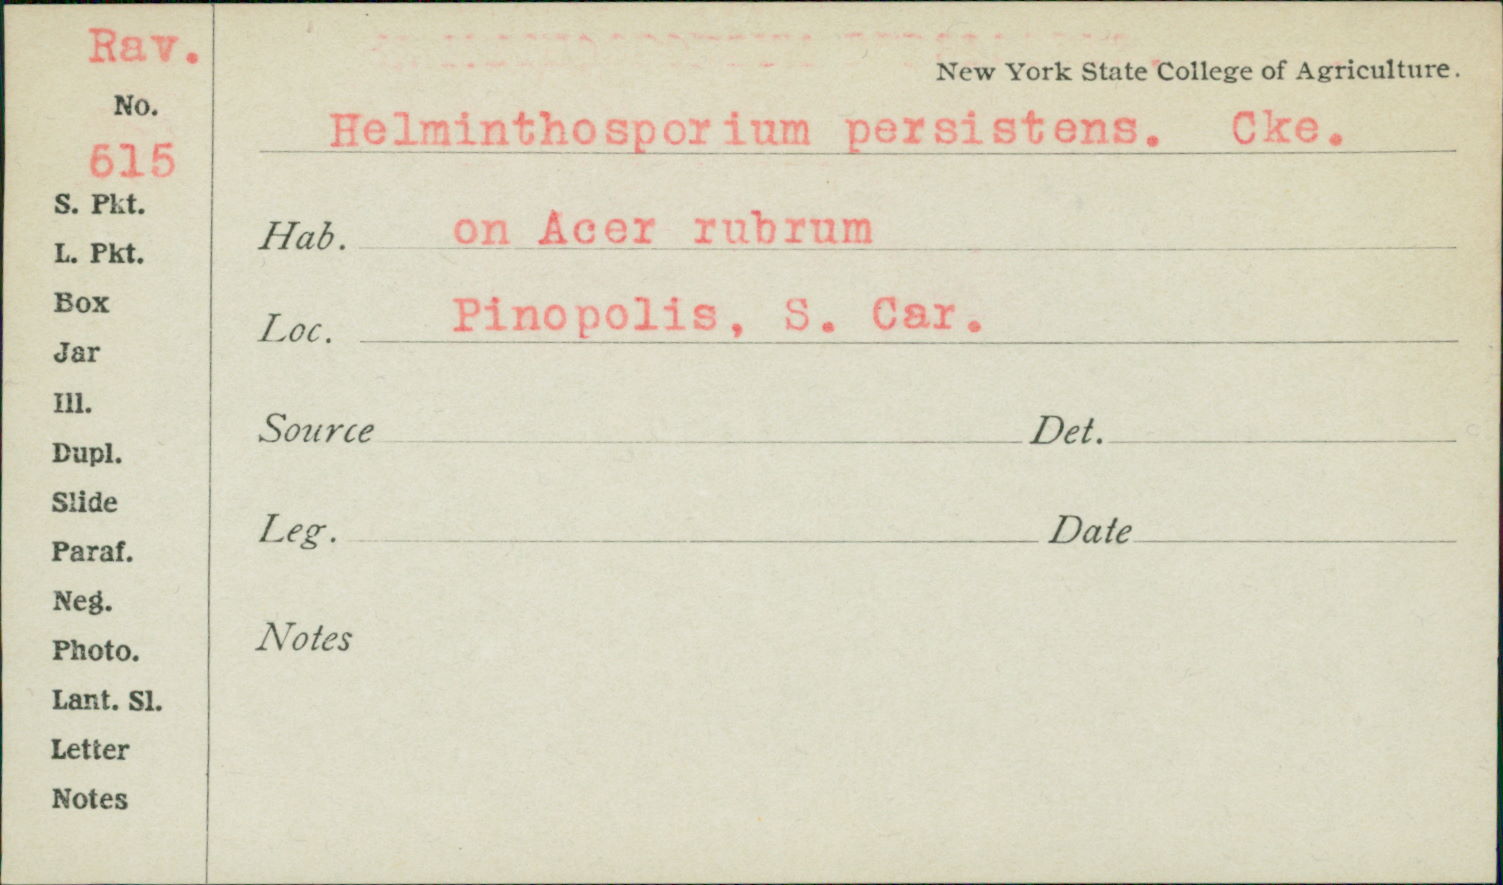 Rav.
New York State College of Agriculture.
No.
Helminthosporium persistens. Cke.
615
S. Pkt.
Hab. on Acer rubrum
L. Pkt.
Box
Loc. Pinopolis, S. Car.
Jar
Ill.
Source Det.
Dupl.
Slide
Leg. Date
Paraf.
Neg.
Notes
Photo.
Lant. Sl.
Letter
Notes